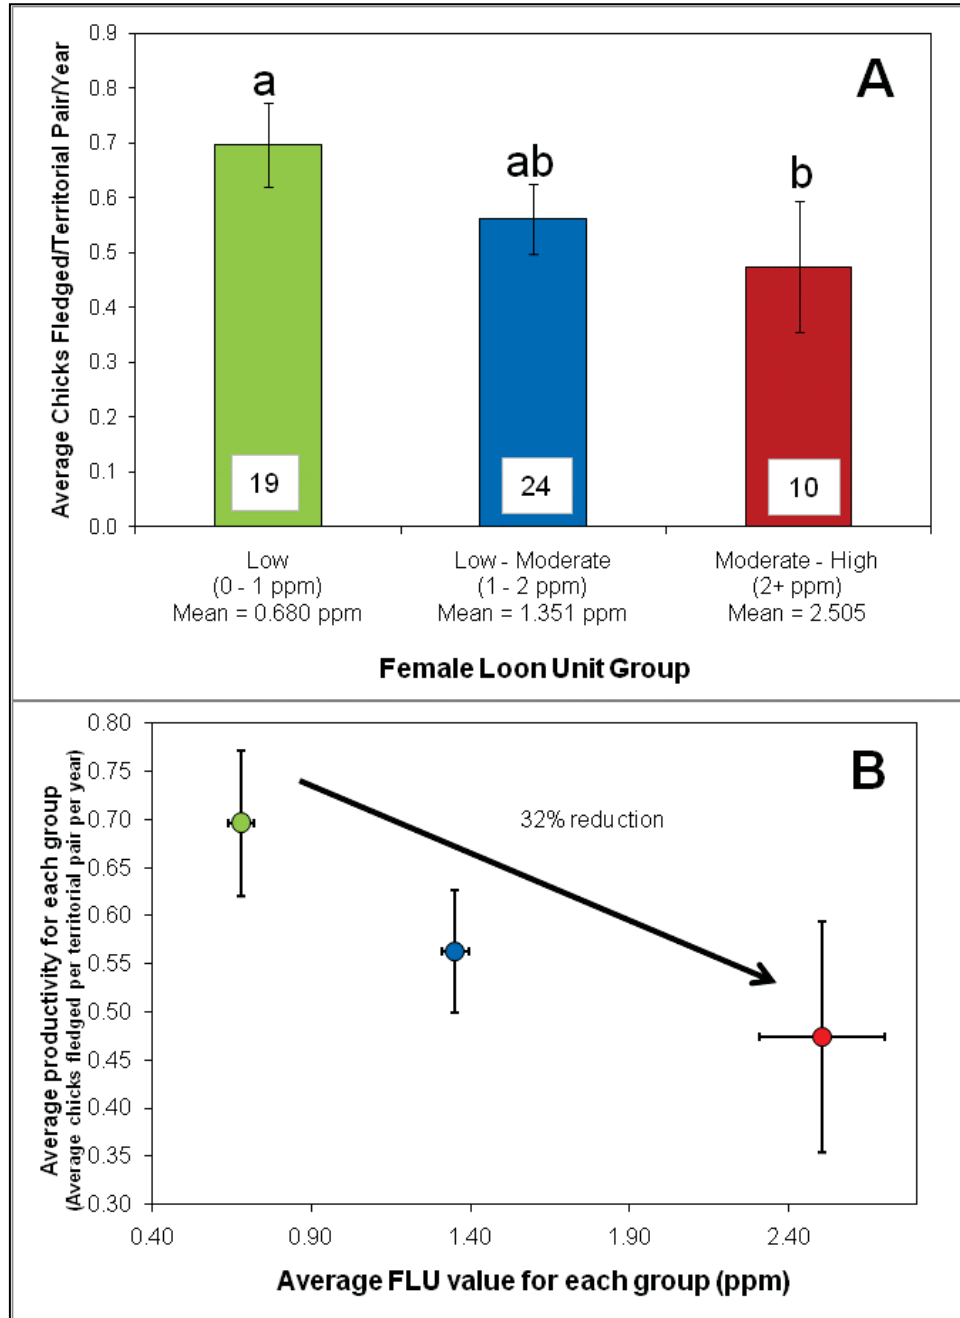 A
Average Chicks Fledged/Territorial Pair/Year
0.9
0.8
0.7
0.6
0.5
0.4
0.3
0.2
0.1
0.0
a
ab
b
19
24
10
Low
(0 - 1 ppm)
Mean = 0.680 ppm
Low - Moderate
(1 - 2 ppm)
Mean = 1.351 ppm
Moderate - High
(2+ ppm)
Mean = 2.505
Female Loon Unit Group
B
Average productivity for each group
(Average chicks fledged per territorial pair per year)
0.80
0.75
0.70
0.65
0.60
0.55
0.50
0.45
0.40
0.35
0.30
32% reduction
0.40
0.90
1.40
1.90
2.40
Average FLU value for each group (ppm)